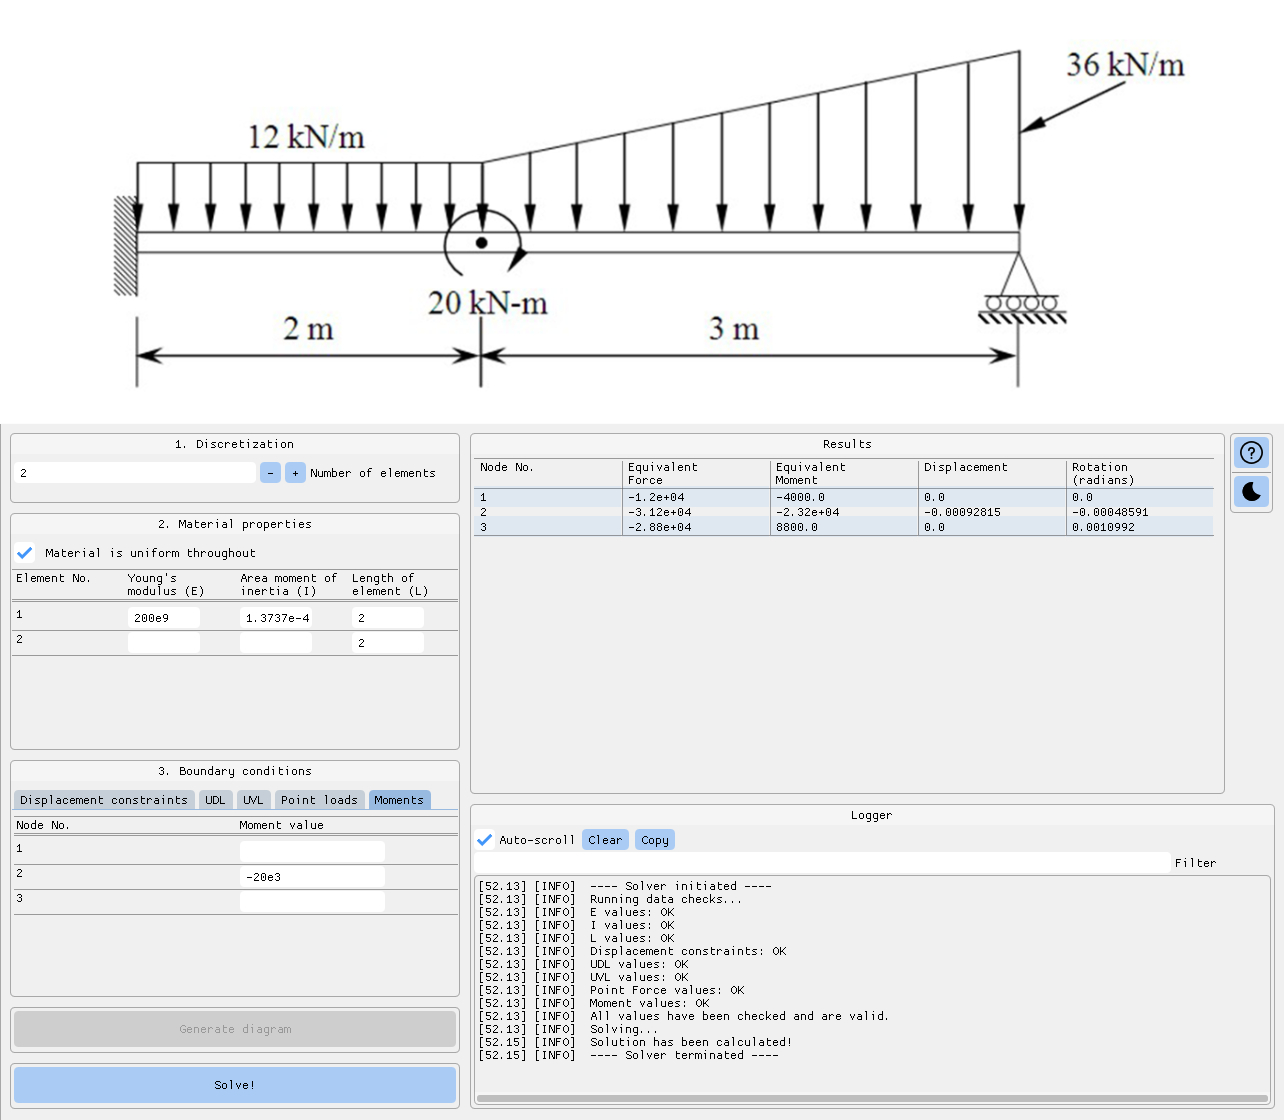 36 kN/m
12 kN/m
20 kN-m
2 m
3 m
1. Discretization
2 - + Number of elements
2. Material properties
Material is uniform throughout
Element No. Young's modulus (E) Area moment of inertia (I) Length of element (L)
1 200e9 1.3737e-4 2
2 2
3. Boundary conditions
Displacement constraints UDL UVL Point loads Moments
Node No. Moment value
1
2 -20e3
3
Generate diagram
Solve!
Results
Node No. Equivalent Force Equivalent Moment Displacement Rotation (radians)
1 -1.2e+04 -4000.0 0.0 0.0
2 -3.12e+04 -2.32e+04 -0.00092815 -0.00048591
3 -2.88e+04 8800.0 0.0 0.0010992
?
Logger
Auto-scroll Clear Copy
Filter
[52.13] [INFO] ---- Solver initiated ----
[52.13] [INFO] Running data checks...
[52.13] [INFO] E values: OK
[52.13] [INFO] I values: OK
[52.13] [INFO] L values: OK
[52.13] [INFO] Displacement constraints: OK
[52.13] [INFO] UDL values: OK
[52.13] [INFO] UVL values: OK
[52.13] [INFO] Point Force values: OK
[52.13] [INFO] Moment values: OK
[52.13] [INFO] All values have been checked and are valid.
[52.13] [INFO] Solving...
[52.15] [INFO] Solution has been calculated!
[52.15] [INFO] ---- Solver terminated ----